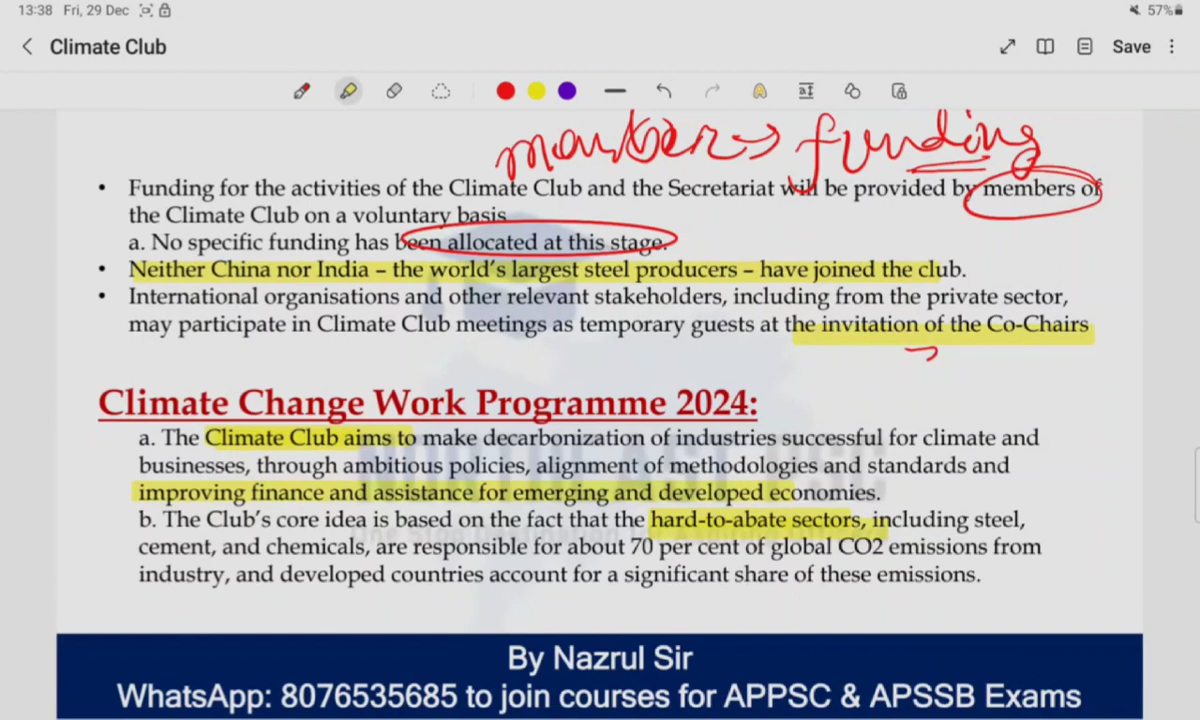 13:38 Fri, 29 Dec
57%
Climate Club
Save
member → funding
• Funding for the activities of the Climate Club and the Secretariat will be provided by members of
the Climate Club on a voluntary basis
a. No specific funding has been allocated at this stage.
• Neither China nor India – the world's largest steel producers – have joined the club.
• International organisations and other relevant stakeholders, including from the private sector,
may participate in Climate Club meetings as temporary guests at the invitation of the Co-Chairs
Climate Change Work Programme 2024:
a. The Climate Club aims to make decarbonization of industries successful for climate and
businesses, through ambitious policies, alignment of methodologies and standards and
improving finance and assistance for emerging and developed economies.
b. The Club's core idea is based on the fact that the hard-to-abate sectors, including steel,
cement, and chemicals, are responsible for about 70 per cent of global CO2 emissions from
industry, and developed countries account for a significant share of these emissions.
By Nazrul Sir
WhatsApp: 8076535685 to join courses for APPSC & APSSB Exams